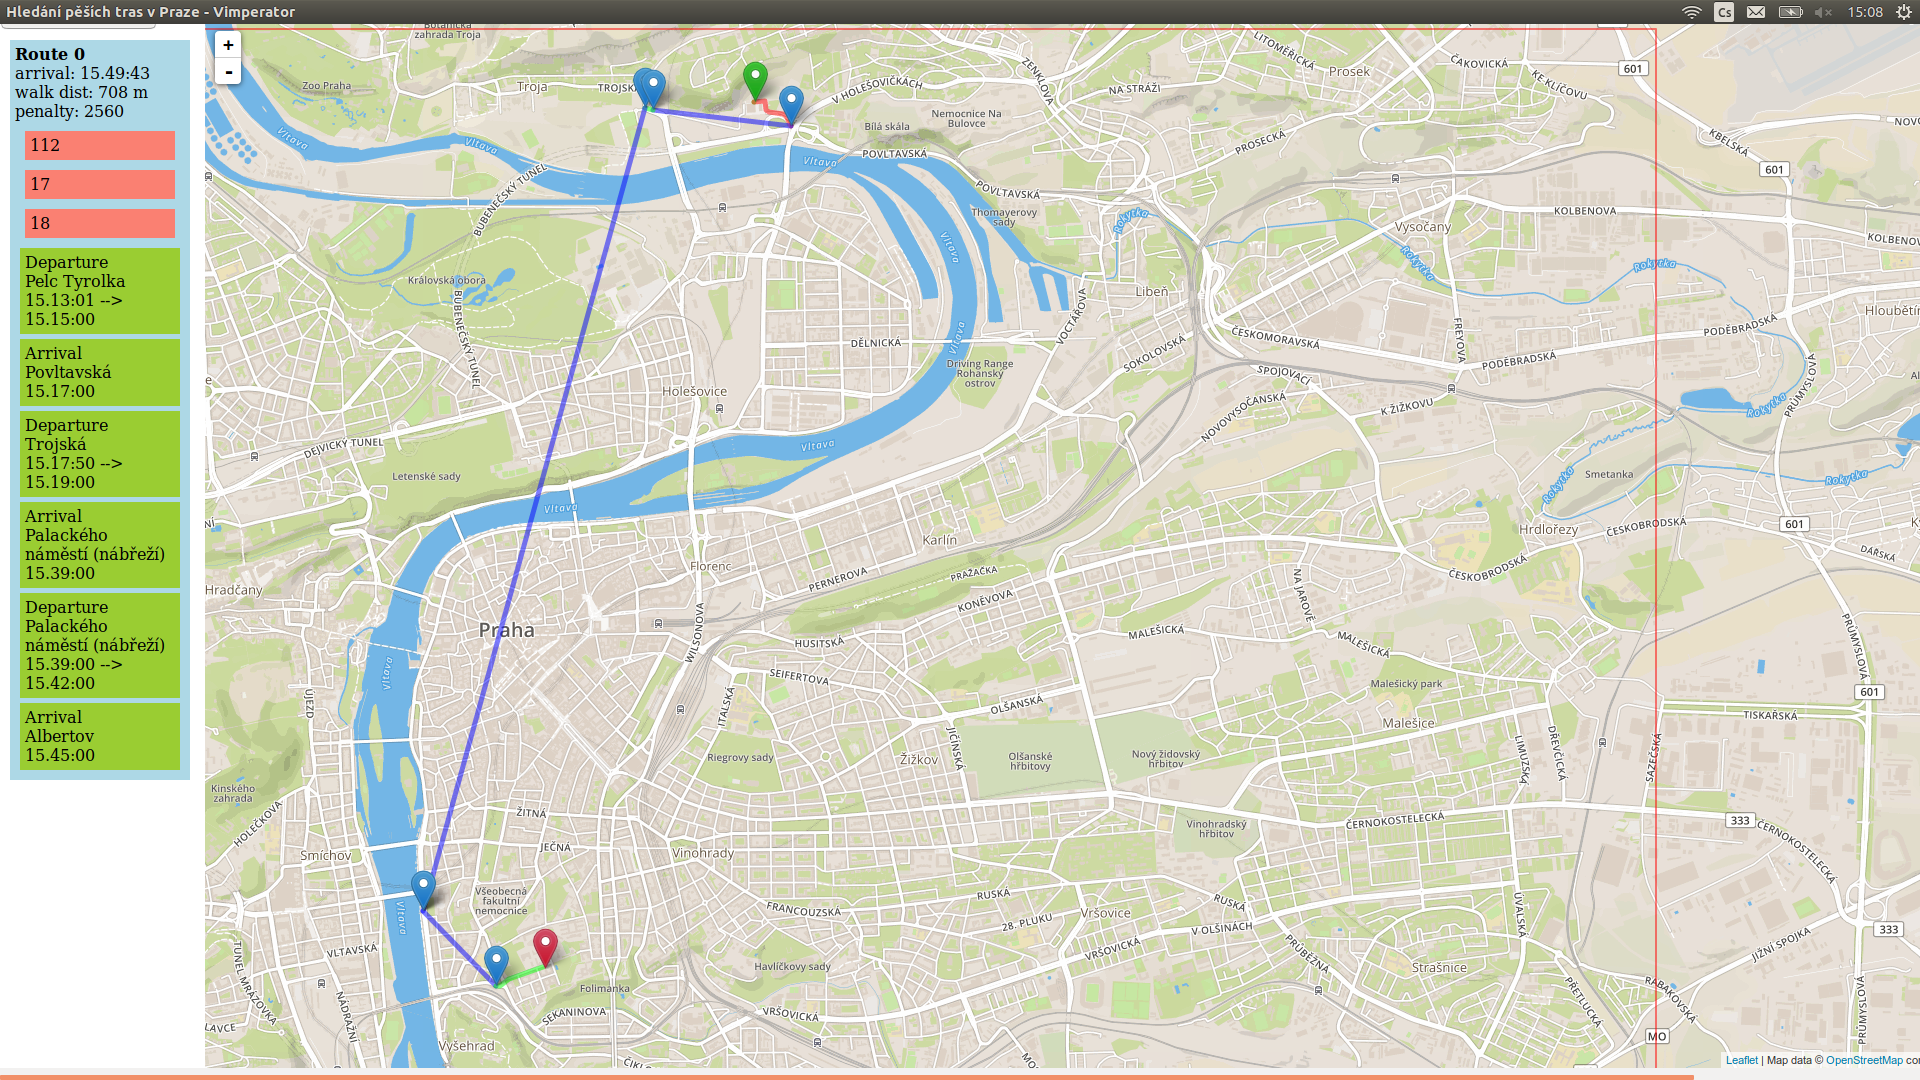 Hledání pěších tras v Praze - Vimperator
Cs
15:08
Route 0
arrival: 15.49:43
walk dist: 708 m
penalty: 2560
112
17
18
Departure
Pelc Tyrolka
15.13:01 -->
15.15:00
Arrival
Povltavská
15.17:00
Departure
Trojská
15.17:50 -->
15.19:00
Arrival
Palackého
náměstí (nábřeží)
15.39:00
Departure
Palackého
náměstí (nábřeží)
15.39:00 -->
15.42:00
Arrival
Albertov
15.45:00
+
-
zahrada Troja
LITOMĚŘICKÁ
ČAKOVICKÁ
601
Prosek
ZENKLOVA
KE KLÍČOVU
Zoo Praha
Troja
TROJSKÁ
V HOLEŠOVIČKÁCH
NA STRÁŽI
Nemocnice Na
Bulovce
Bílá skála
PROSECKÁ
KBELSKÁ
Vltava
Vltava
Vltava
POVLTAVSKÁ
601
BUBENEČSKÝ TUNEL
POVLTAVSKÁ
Thomayerovy
sady
Rokytka
Vysočany
KOLBENOVA
KOLBENOVA
Vltava
Rokytka
Rokytka
Královská obora
BUBENEČSKÝ TUNEL
Libeň
VOCTÁŘOVA
ČESKOMORAVSKÁ
FREYOVA
PODĚBRADSKÁ
PODĚBRADSKÁ
DĚLNICKÁ
Vltava
SOKOLOVSKÁ
Driving Range
Rohanský
ostrov
SPOJOVACÍ
Holešovice
NOVOVYSOČANSKÁ
K ŽIŽKOVU
PRŮMYSLOVÁ
Rokytka
DEJVICKÝ TUNEL
Vltava
Letenské sady
Smetanka
Rokytka
Rokytka
Vltava
Hrdlořezy
ČESKOBRODSKÁ
601
Karlín
Florenc
PERNEROVA
PRAŽAČKA
ČESKOBRODSKÁ
DAŘSKÁ
Hradčany
KONĚVOVA
NA JAROVĚ
Praha
WILSONOVA
HUSITSKÁ
MALEŠICKÁ
MALEŠICKÁ
PRŮMYSLOVÁ
Vltava
SEIFERTOVA
Malešický park
601
ÚJEZD
ITALSKÁ
OLŠANSKÁ
Malešice
TISKAŘSKÁ
JIČÍNSKÁ
Riegrovy sady
Žižkov
Olšanské
hřbitovy
Nový židovský
hřbitov
LIMUZSKÁ
DŘEVČICKÁ
SAZEČSKÁ
Kinského
zahrada
HOLEČKOVA
ŽITNÁ
Vinohradský
hřbitov
ČERNOKOSTELECKÁ
333
ČERNOKOSTELECKÁ
Smíchov
JEČNÁ
Vinohrady
Všeobecná
fakultní
nemocnice
RUSKÁ
RUSKÁ
ÚVALSKÁ
FRANCOUZSKÁ
28. PLUKU
Vršovice
V OLŠINÁCH
333
Vltava
VLTAVSKÁ
VRŠOVICKÁ
PRŮBĚŽNÁ
JIŽNÍ SPOJKA
TUNEL MRÁZOVKA
Havlíčkovy sady
Strašnice
Folimanka
RABAKOVSKÁ
PŘETLUCKÁ
NÁDRAŽNÍ
SEKANINOVA
VRŠOVICKÁ
PRŮMYSLOVÁ
Vyšehrad
MO
Leaflet | Map data © OpenStreetMap